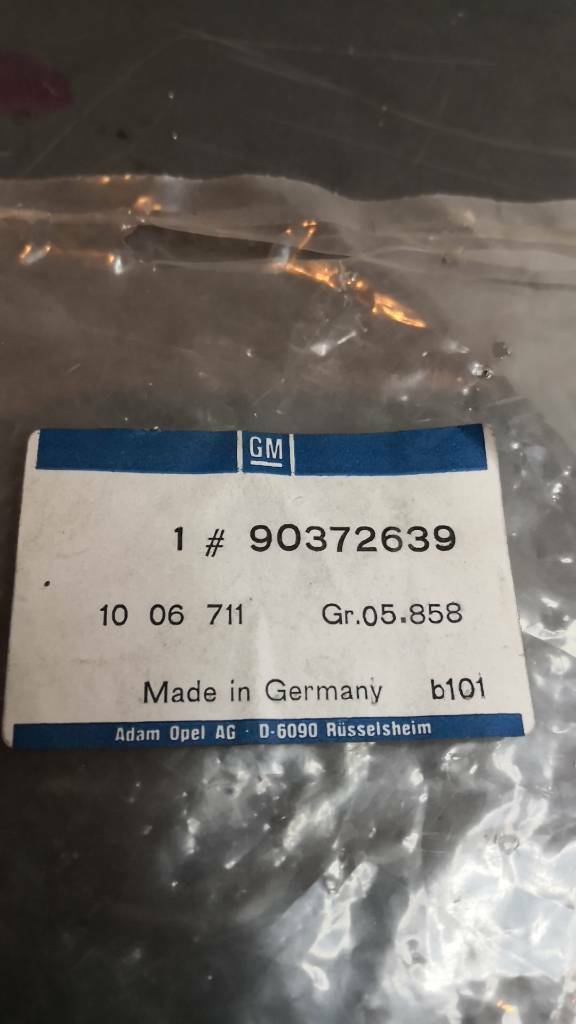 GM
1 # 90372639
10 06 711 Gr.05.858
Made in Germany b101
Adam Opel AG · D-6090 Rüsselsheim